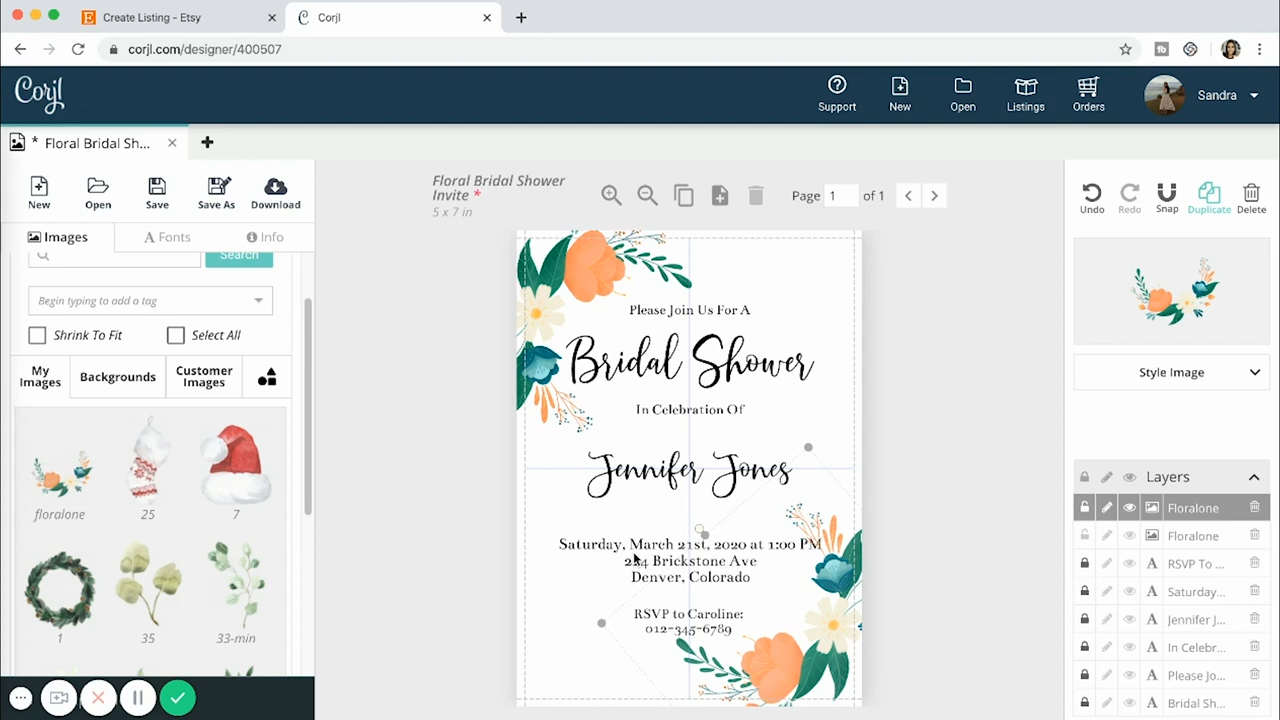 Create Listing - Etsy
Corjl
corjl.com/designer/400507
Corjl
Support
New
Open
Listings
Orders
Sandra
* Floral Bridal Sh...
New
Open
Save
Save As
Download
Floral Bridal Shower
Invite *
5 x 7 in
Page 1 of 1
Undo
Redo
Snap
Duplicate
Delete
Images
Fonts
Info
Search
Begin typing to add a tag
Shrink To Fit
Select All
My Images
Backgrounds
Customer Images
floralone
25
7
1
35
33-min
Please Join Us For A
Bridal Shower
In Celebration Of
Jennifer Jones
Saturday, March 21st, 2020 at 1:00 PM
224 Brickstone Ave
Denver, Colorado
RSVP to Caroline:
012-345-6789
Style Image
Layers
Floralone
Floralone
RSVP To ...
Saturday...
Jennifer J...
In Celebr...
Please Jo...
Bridal Sh...